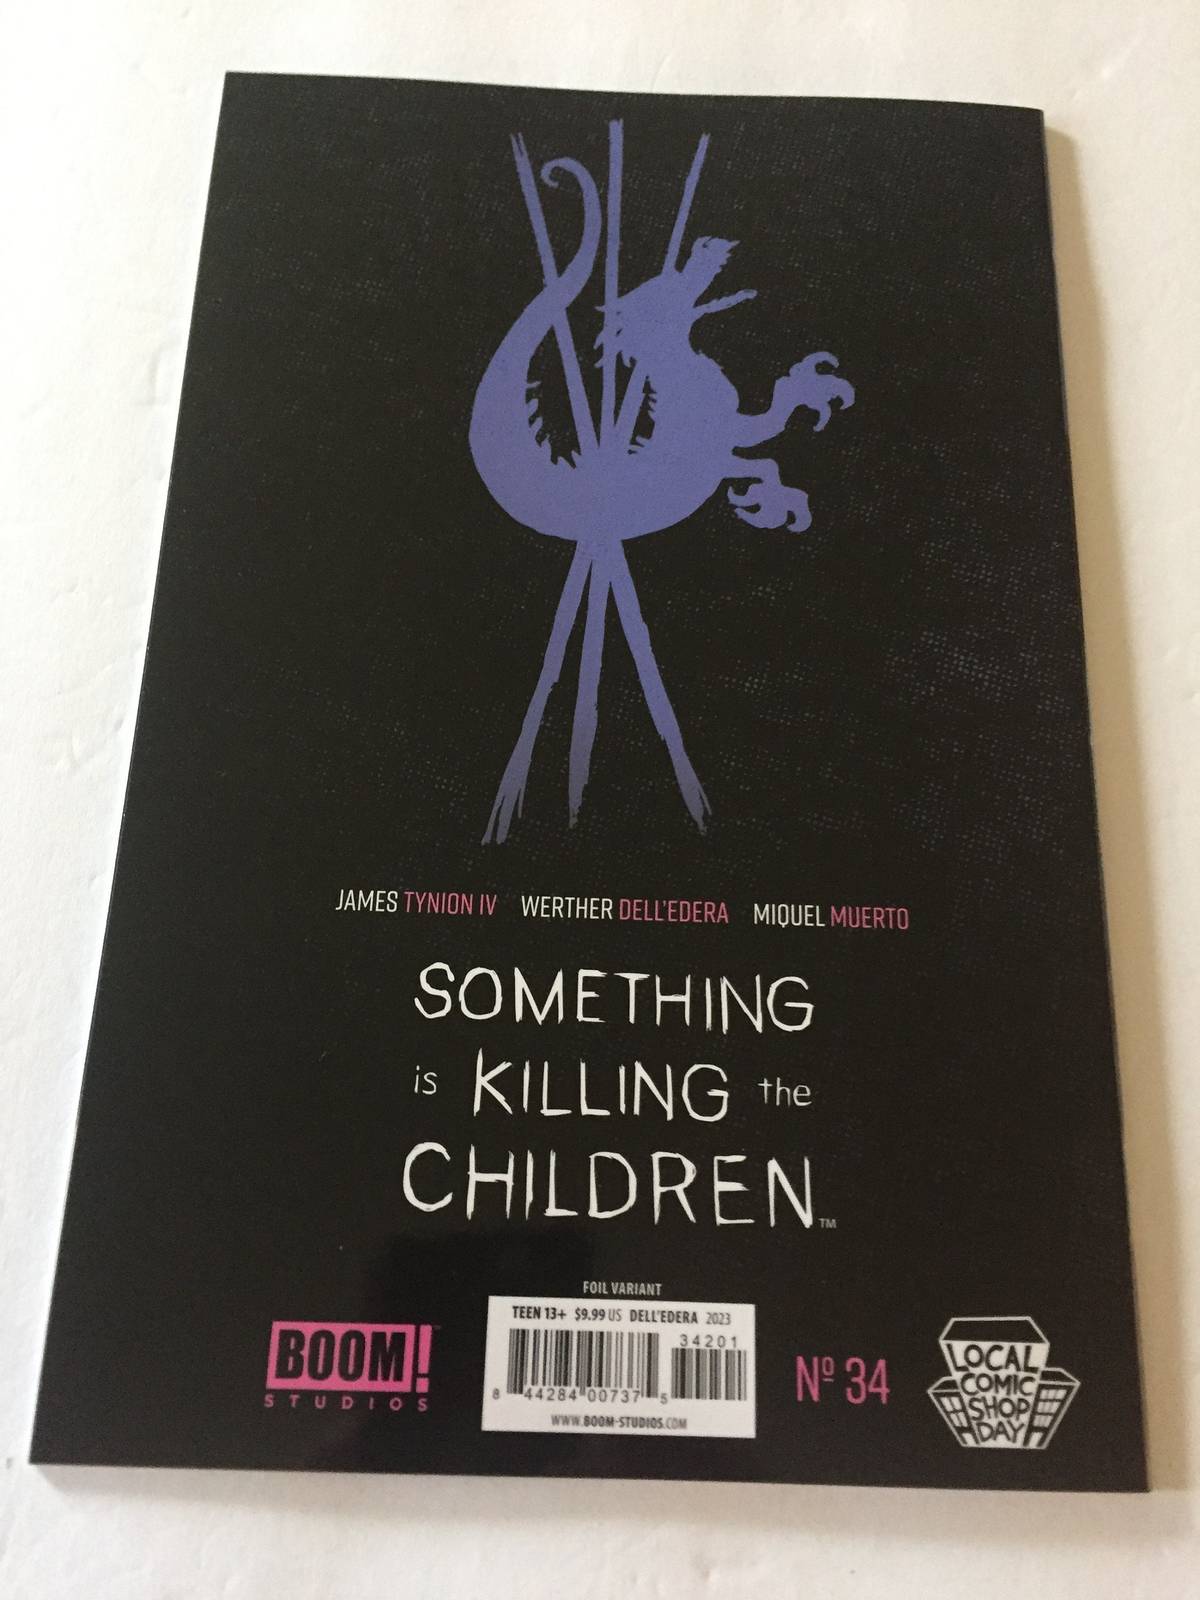 JAMES TYNION IV WERTHER DELL'EDERA MIQUEL MUERTO
SOMETHING
is KILLING the
CHILDREN™
FOIL VARIANT
TEEN 13+ $9.99 US DELL'EDERA 2023
34201
8 44284 00737 5
WWW.BOOM-STUDIOS.COM
BOOM!™
STUDIOS
Nº 34
LOCAL
COMIC
SHOP
DAY